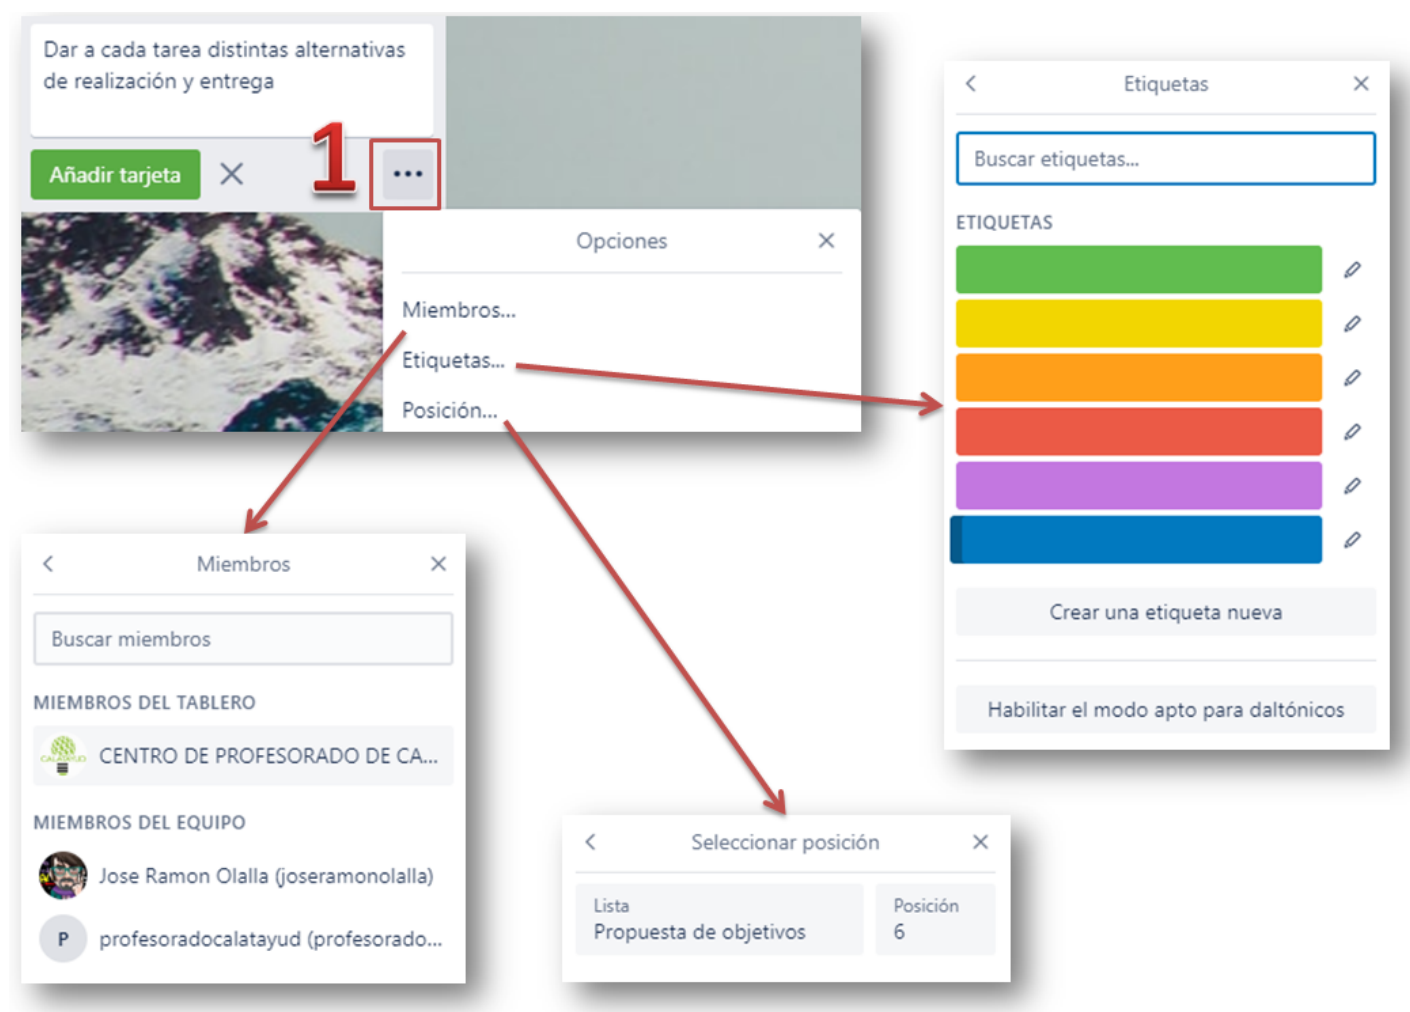 Dar a cada tarea distintas alternativas
de realización y entrega
1
Añadir tarjeta
Opciones
Miembros...
Etiquetas...
Posición...
Etiquetas
Buscar etiquetas...
ETIQUETAS
Crear una etiqueta nueva
Habilitar el modo apto para daltónicos
Miembros
Buscar miembros
MIEMBROS DEL TABLERO
CALATAYUD
CENTRO DE PROFESORADO DE CA...
MIEMBROS DEL EQUIPO
Jose Ramon Olalla (joseramonolalla)
P
profesoradocalatayud (profesorado...
Seleccionar posición
Lista
Propuesta de objetivos
Posición
6